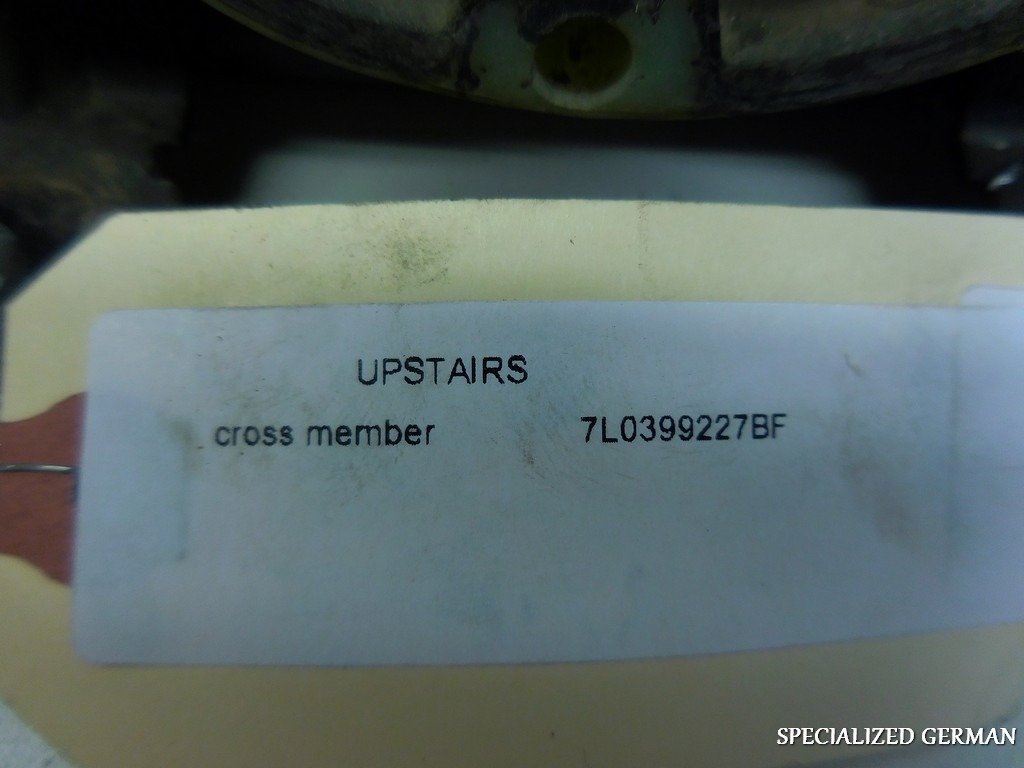 UPSTAIRS
cross member 7L0399227BF
SPECIALIZED GERMAN